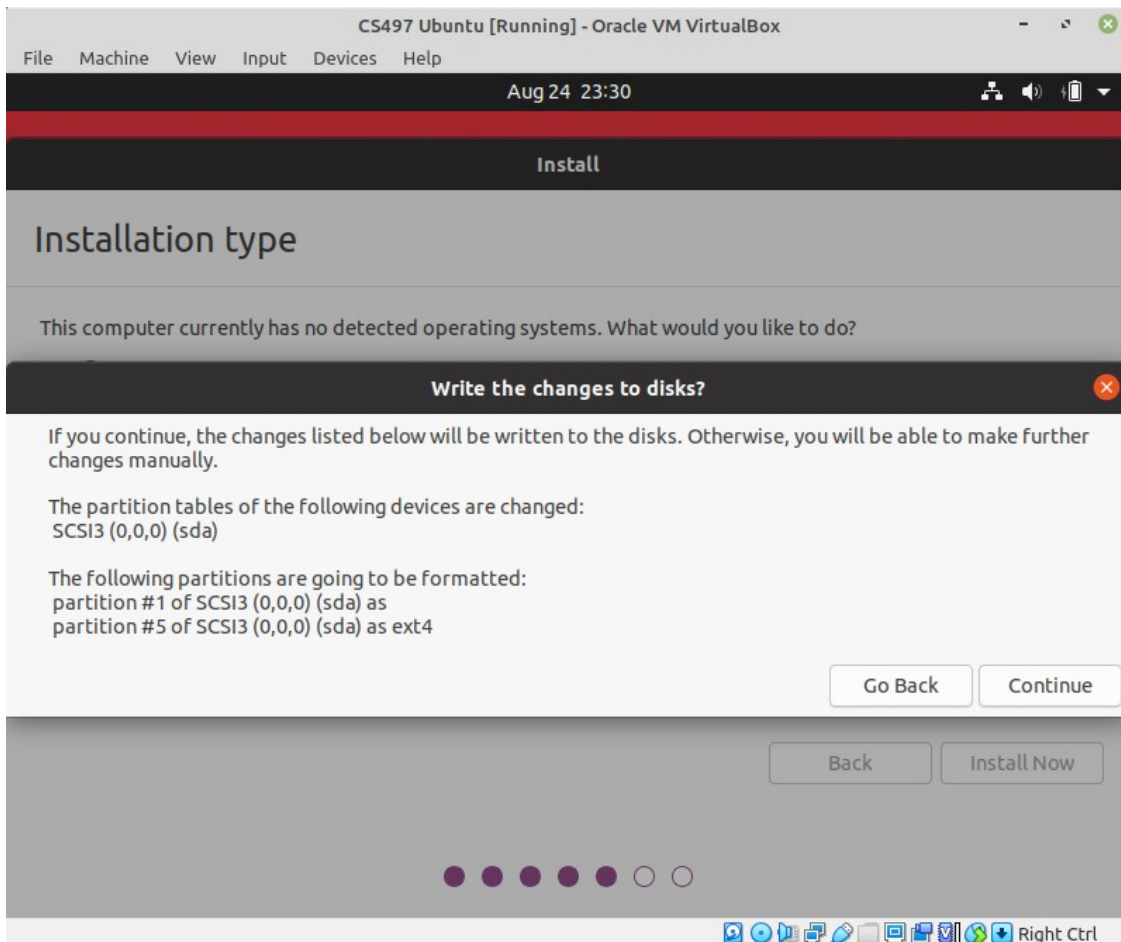 CS497 Ubuntu [Running] - Oracle VM VirtualBox
File Machine View Input Devices Help
Aug 24 23:30
Install
Installation type
This computer currently has no detected operating systems. What would you like to do?
Write the changes to disks?
If you continue, the changes listed below will be written to the disks. Otherwise, you will be able to make further
changes manually.
The partition tables of the following devices are changed:
SCSI3 (0,0,0) (sda)
The following partitions are going to be formatted:
partition #1 of SCSI3 (0,0,0) (sda) as
partition #5 of SCSI3 (0,0,0) (sda) as ext4
Go Back Continue
Back Install Now
Right Ctrl